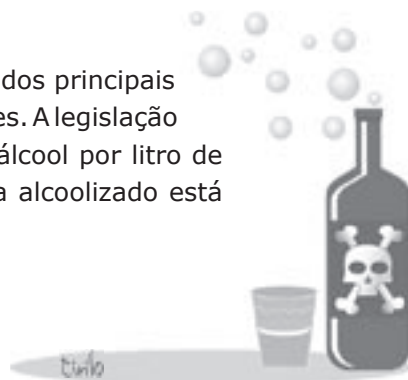 dos principais
es. A legislação
álcool por litro de
a alcoolizado está